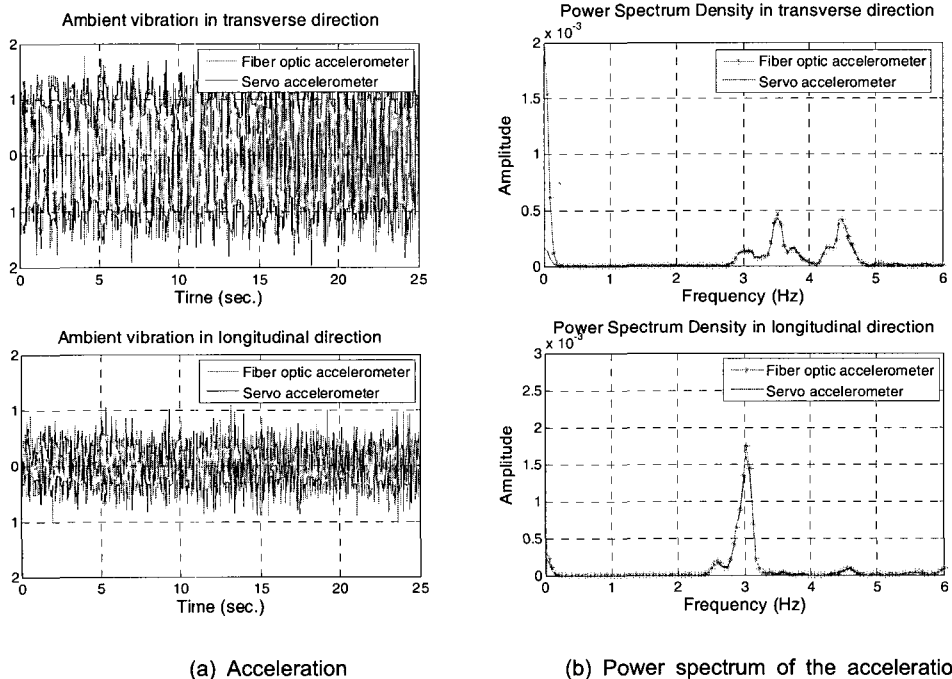 Ambient vibration in transverse direction
2
1
0
1
2
Fiber optic accelerometer
Servo accelerometer
0 5 10 15 20 25
Time (sec.)
Power Spectrum Density in transverse direction
x 10-3
2
1.5
1
0.5
0
Amplitude
Fiber optic accelerometer
Servo accelerometer
0 1 2 3 4 5 6
Frequency (Hz)
Ambient vibration in longitudinal direction
2
1
0
1
2
Fiber optic accelerometer
Servo accelerometer
0 5 10 15 20 25
Time (sec.)
Power Spectrum Density in longitudinal direction
x 10-3
3
2.5
2
1.5
1
0.5
0
Amplitude
Fiber optic accelerometer
Servo accelerometer
0 1 2 3 4 5 6
Frequency (Hz)
(a) Acceleration
(b) Power spectrum of the acceleratio